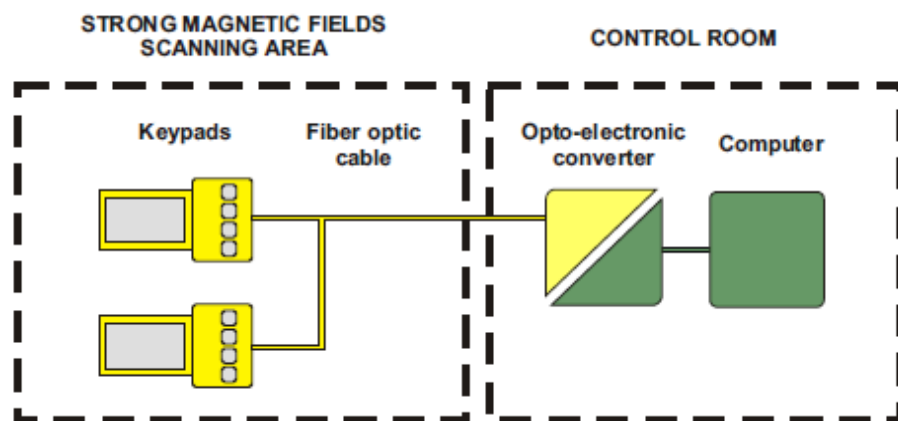 STRONG MAGNETIC FIELDS
SCANNING AREA
CONTROL ROOM
Keypads
Fiber optic
cable
Opto-electronic
converter
Computer